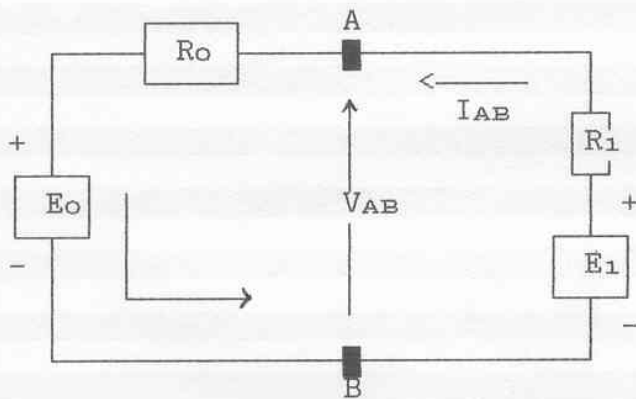 A
Ro
IAB
+
R1
Eo
VAB
+
-
E1
-
B